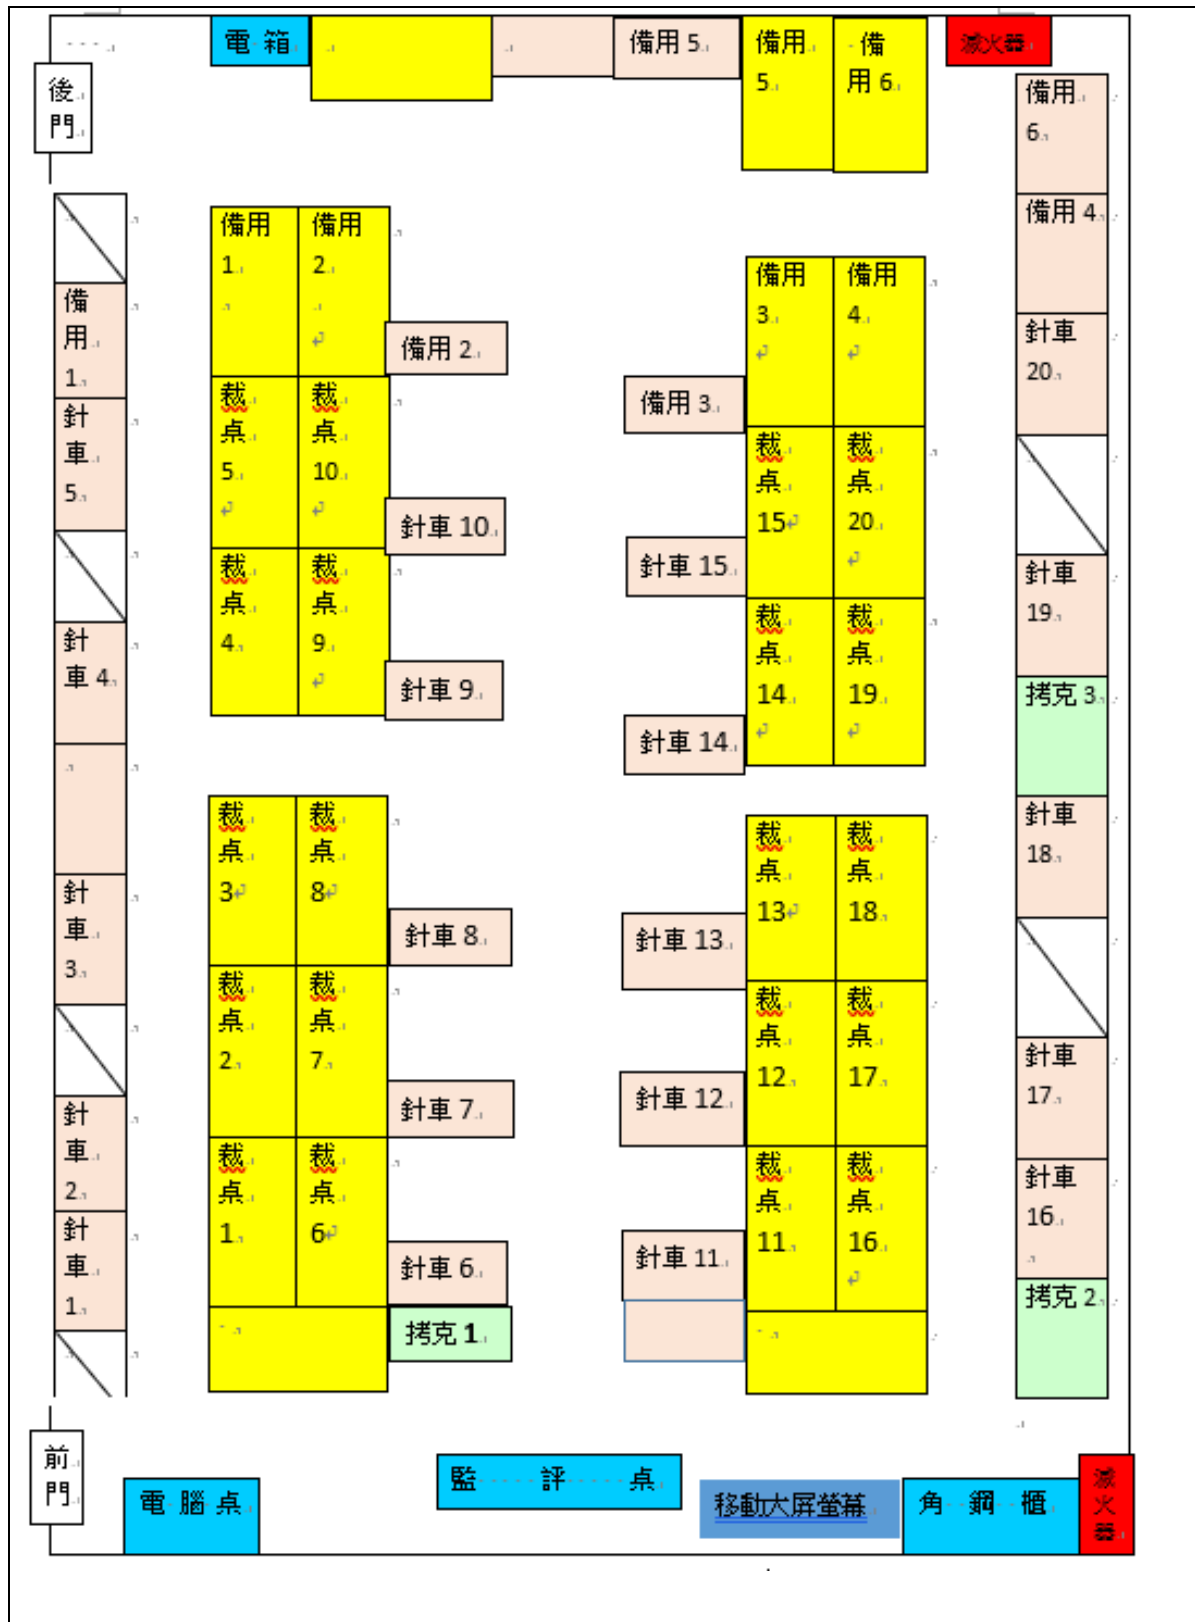 電 箱
備用 5
備用
5
備
用 6
滅火器
後
門
備用
6
備用 4
針車
20
針車
19
拷克 3
針車
18
針車
17
針車
16
拷克 2
備
用
1
針
車
5
針
車 4
針
車
3
針
車
2
針
車
1
備用
1
備用
2
備用 2
裁
桌
5
裁
桌
10
針車 10
裁
桌
4
裁
桌
9
針車 9
裁
桌
3
裁
桌
8
針車 8
裁
桌
2
裁
桌
7
針車 7
裁
桌
1
裁
桌
6
針車 6
拷克 1
備用
3
備用
4
備用 3
裁
桌
15
裁
桌
20
針車 15
裁
桌
14
裁
桌
19
針車 14
裁
桌
13
裁
桌
18
針車 13
裁
桌
12
裁
桌
17
針車 12
裁
桌
11
裁
桌
16
針車 11
前
門
電 腦 桌
監 評 桌
移動大屏螢幕
角 鋼 櫃
滅
火
器